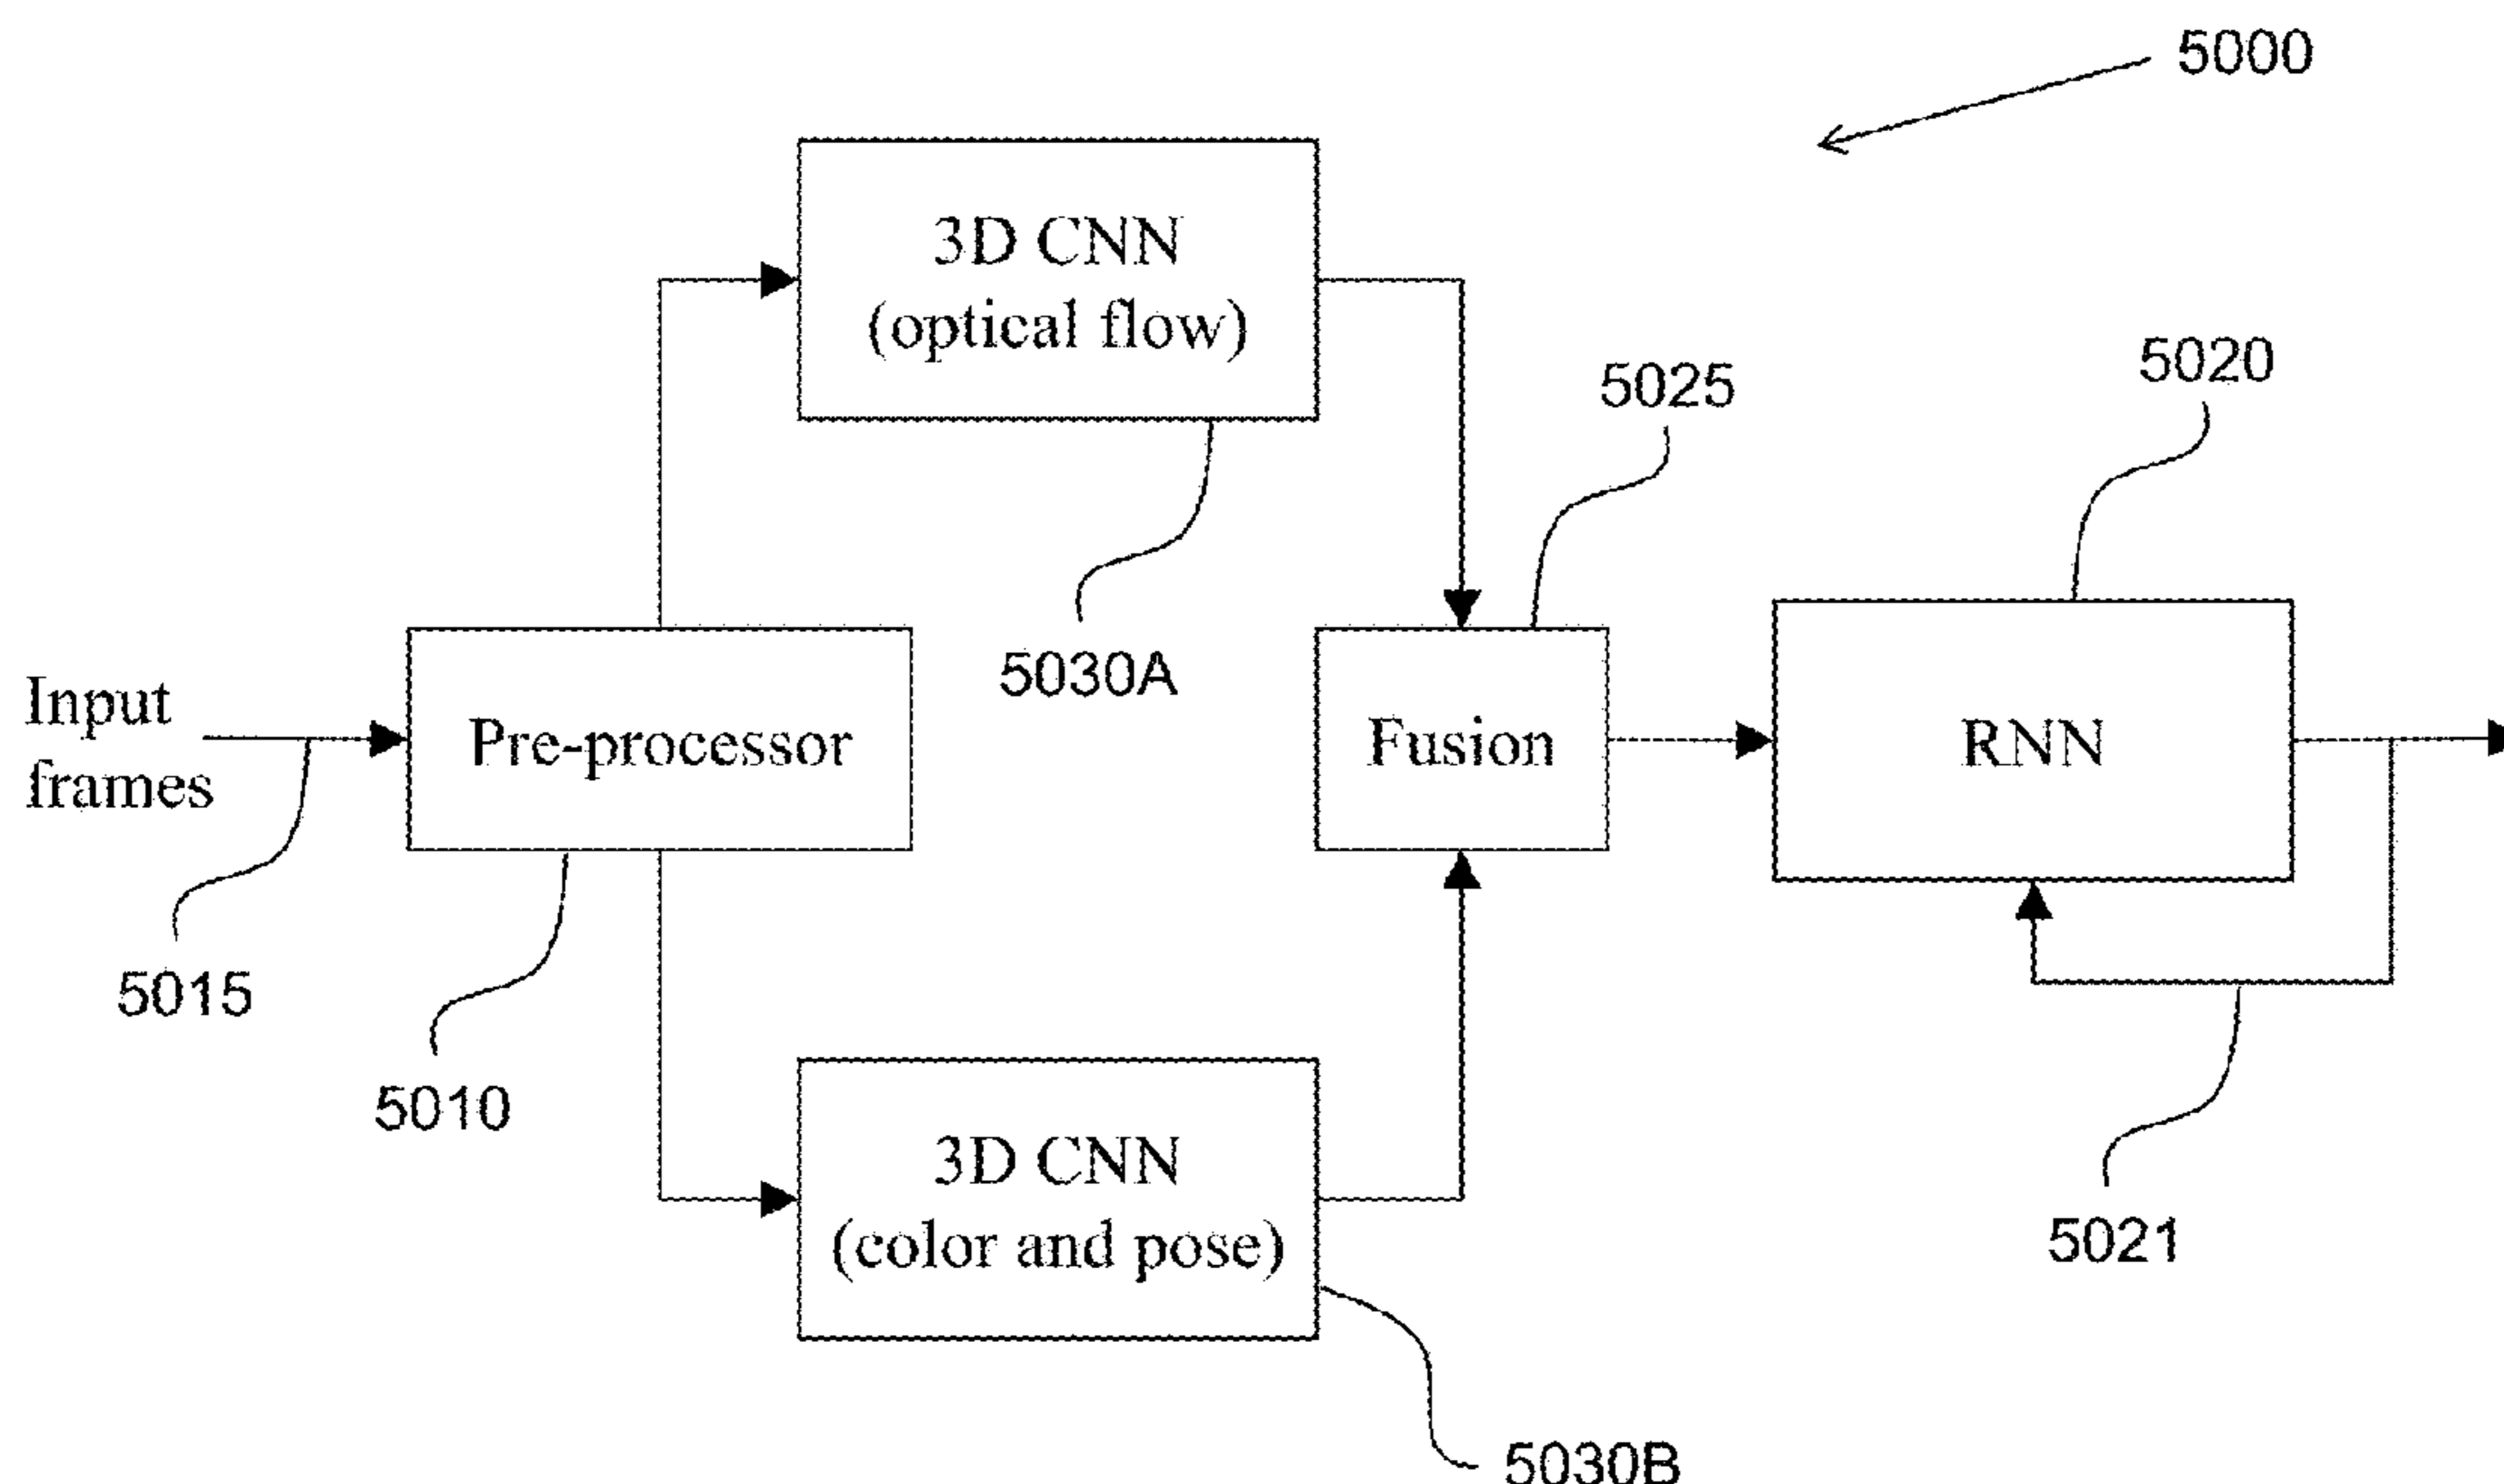 5000
3D CNN
(optical flow)
5025
5020
5030A
Input
frames
Pre-processor
Fusion
RNN
5015
5010
3D CNN
(color and pose)
5021
5030B